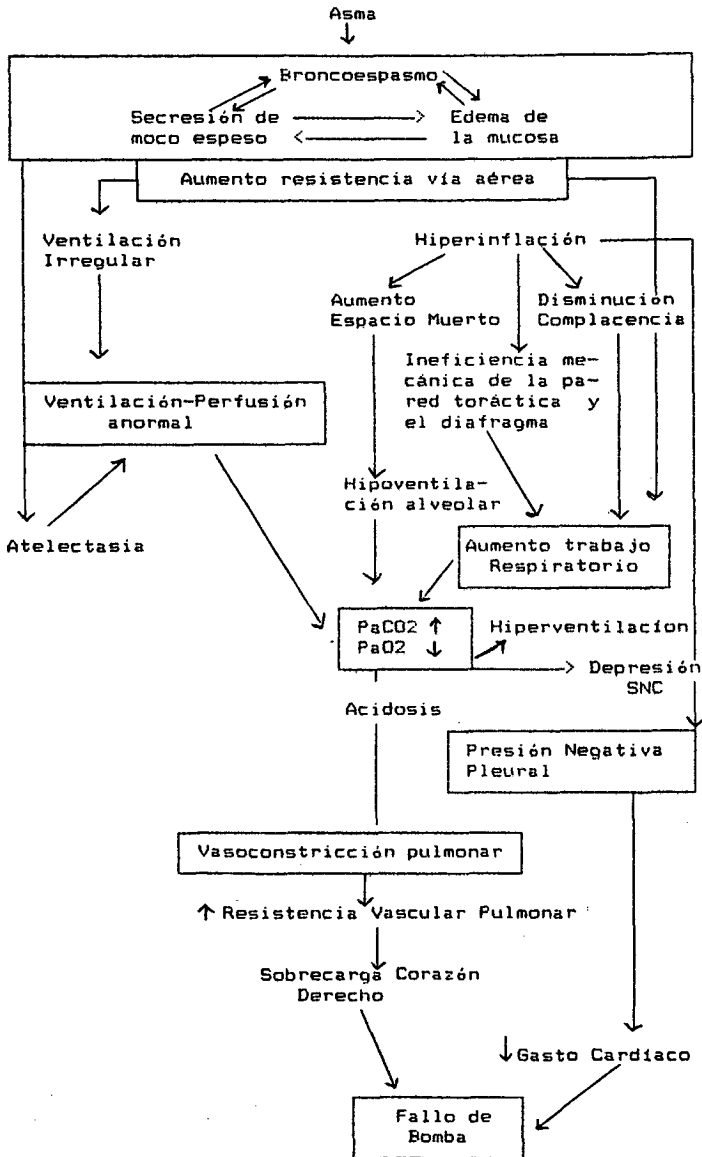 Asma
Broncoespasmo
Secresión de
moco espeso
Edema de
la mucosa
Aumento resistencia vía aérea
Ventilación
Irregular
Hiperinflación
Aumento
Espacio Muerto
Disminución
Complacencia
Ineficiencia me-
cánica de la pa-
red toráctica y
el diafragma
Ventilación-Perfusión
anormal
Hipoventila-
ción alveolar
Atelectasia
Aumento trabajo
Respiratorio
PaCO2 ↑
PaO2 ↓
Hiperventilacíon
Depresión
SNC
Acidosis
Presión Negativa
Pleural
Vasoconstricción pulmonar
↑ Resistencia Vascular Pulmonar
Sobrecarga Corazón
Derecho
↓Gasto Cardiaco
Fallo de
Bomba